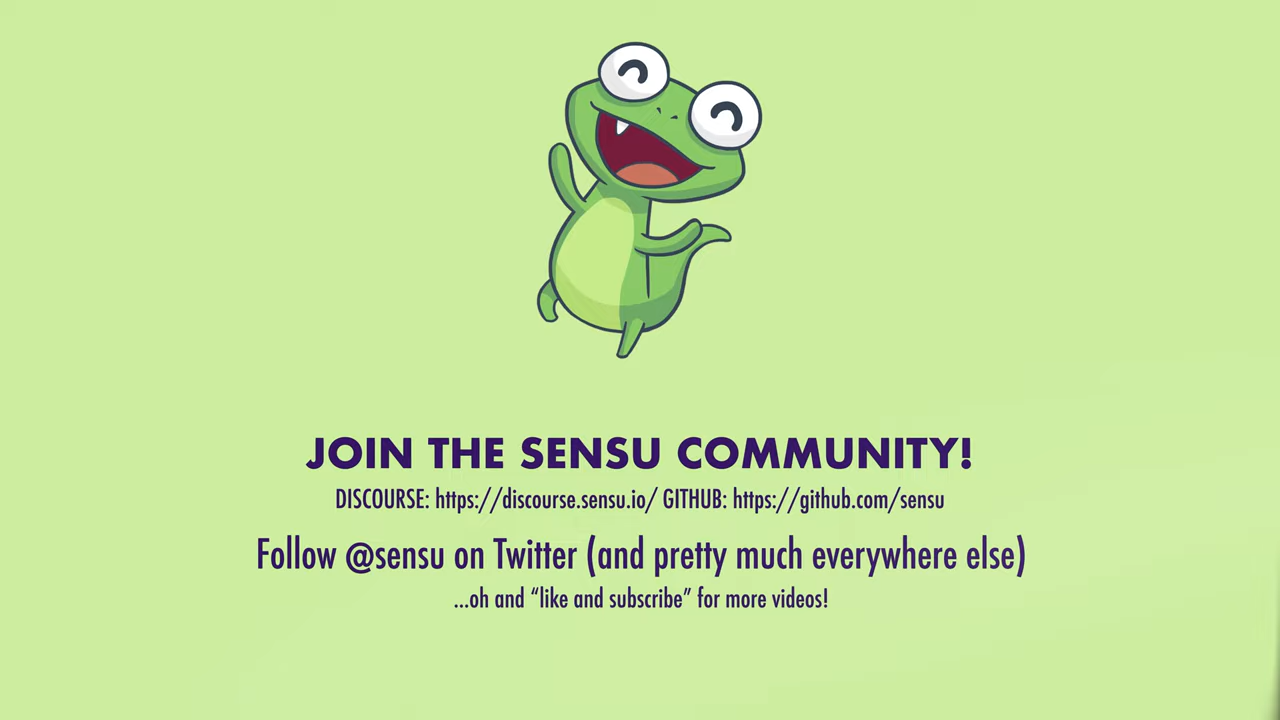 JOIN THE SENSU COMMUNITY!
DISCOURSE: https://discourse.sensu.io/ GITHUB: https://github.com/sensu
Follow @sensu on Twitter (and pretty much everywhere else)
...oh and “like and subscribe” for more videos!